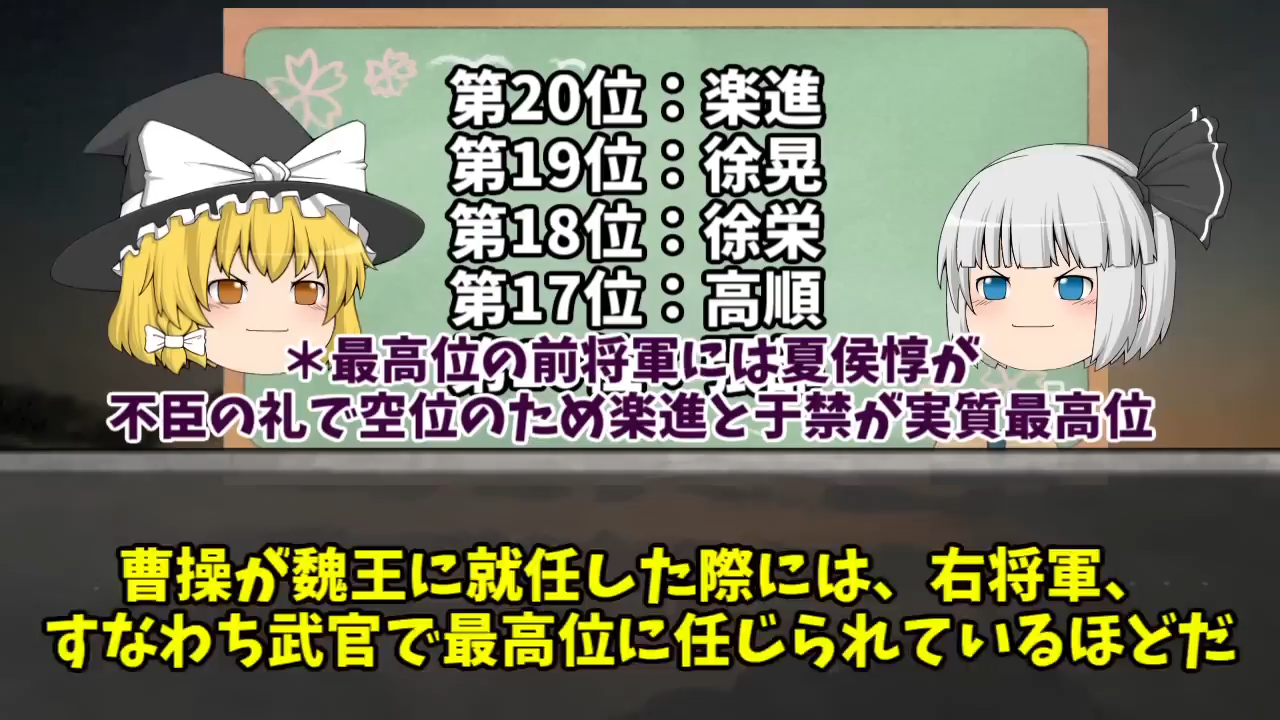 第20位：楽進
第19位：徐晃
第18位：徐栄
第17位：高順
＊最高位の前将軍には夏侯惇が
不臣の礼で空位のため楽進と于禁が実質最高位
曹操が魏王に就任した際には、右将軍、
すなわち武官で最高位に任じられているほどだ